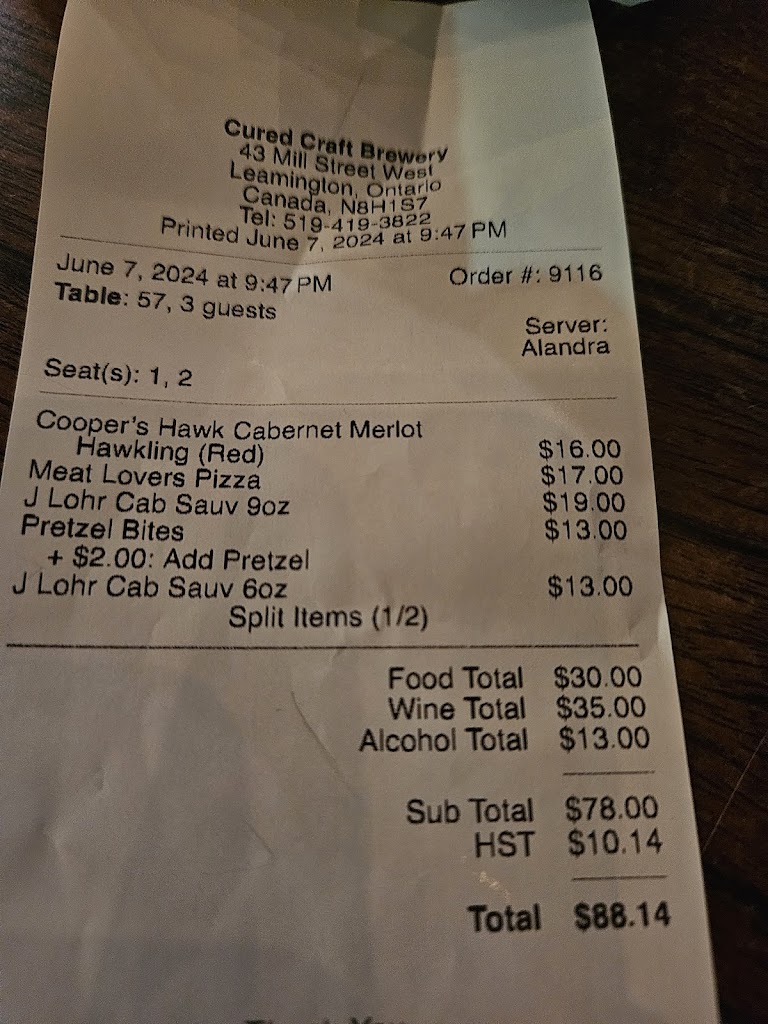 Cured Craft Brewery
43 Mill Street West
Leamington, Ontario
Canada, N8H1S7
Tel: 519-419-3822
Printed June 7, 2024 at 9:47 PM
June 7, 2024 at 9:47 PM Order #: 9116
Table: 57, 3 guests
Server:
Alandra
Seat(s): 1, 2
Cooper's Hawk Cabernet Merlot
Hawkling (Red) $16.00
Meat Lovers Pizza $17.00
J Lohr Cab Sauv 9oz $19.00
Pretzel Bites $13.00
+ $2.00: Add Pretzel
J Lohr Cab Sauv 6oz $13.00
Split Items (1/2)
Food Total $30.00
Wine Total $35.00
Alcohol Total $13.00
Sub Total $78.00
HST $10.14
Total $88.14